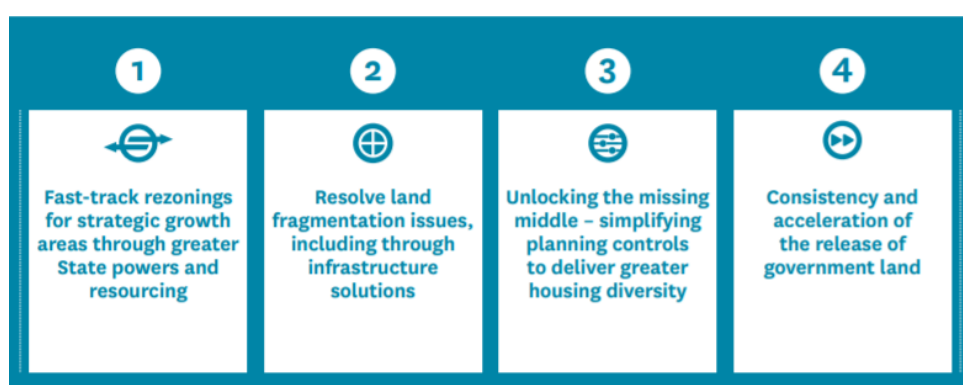 1
Fast-track rezonings
for strategic growth
areas through greater
State powers and
resourcing
2
Resolve land
fragmentation issues,
including through
infrastructure
solutions
3
Unlocking the missing
middle – simplifying
planning controls
to deliver greater
housing diversity
4
Consistency and
acceleration of
the release of
government land